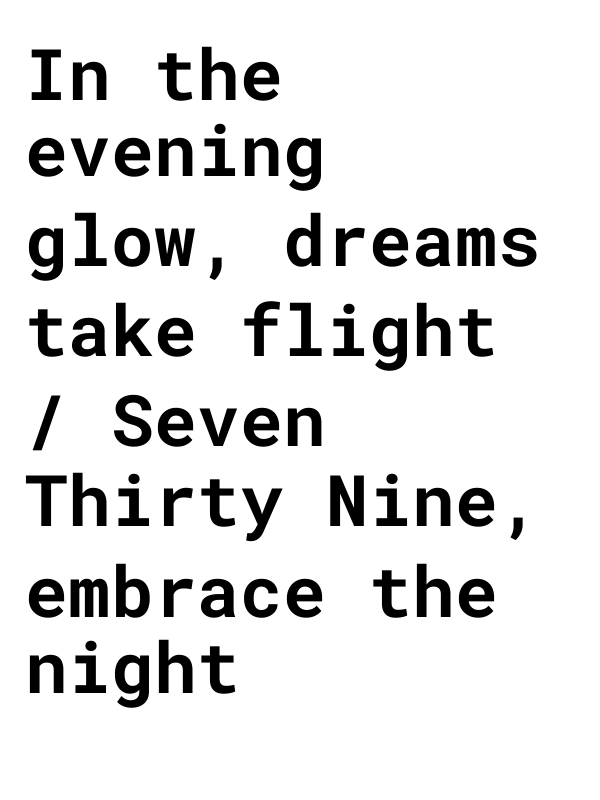 In the
evening
glow, dreams
take flight
/ Seven
Thirty Nine,
embrace the
night